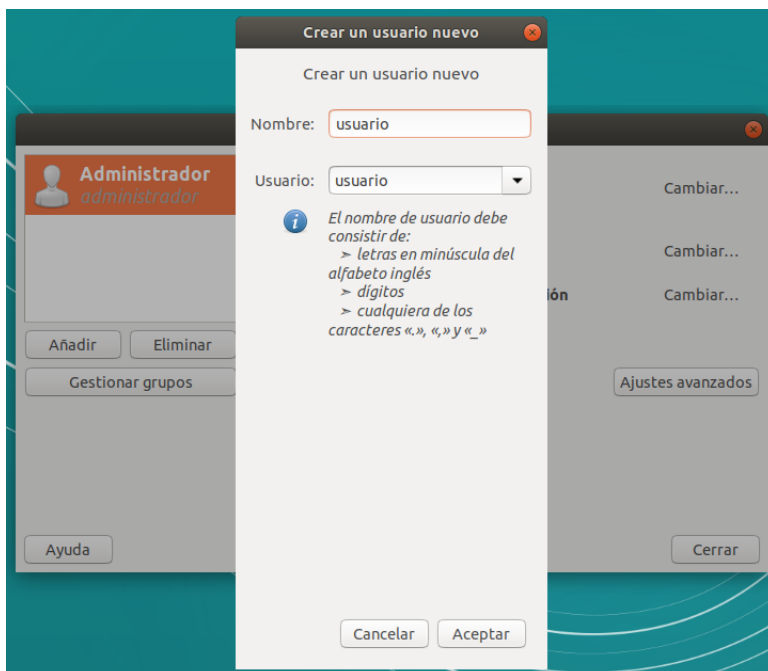 Crear un usuario nuevo
Crear un usuario nuevo
Nombre: usuario
Usuario: usuario
El nombre de usuario debe
consistir de:
➣ letras en minúscula del
alfabeto inglés
➣ dígitos
➣ cualquiera de los
caracteres «.», «,» y «_»
Cancelar Aceptar
Administrador
administrador
Añadir Eliminar
Gestionar grupos
Ayuda
Cambiar...
Cambiar...
ión Cambiar...
Ajustes avanzados
Cerrar